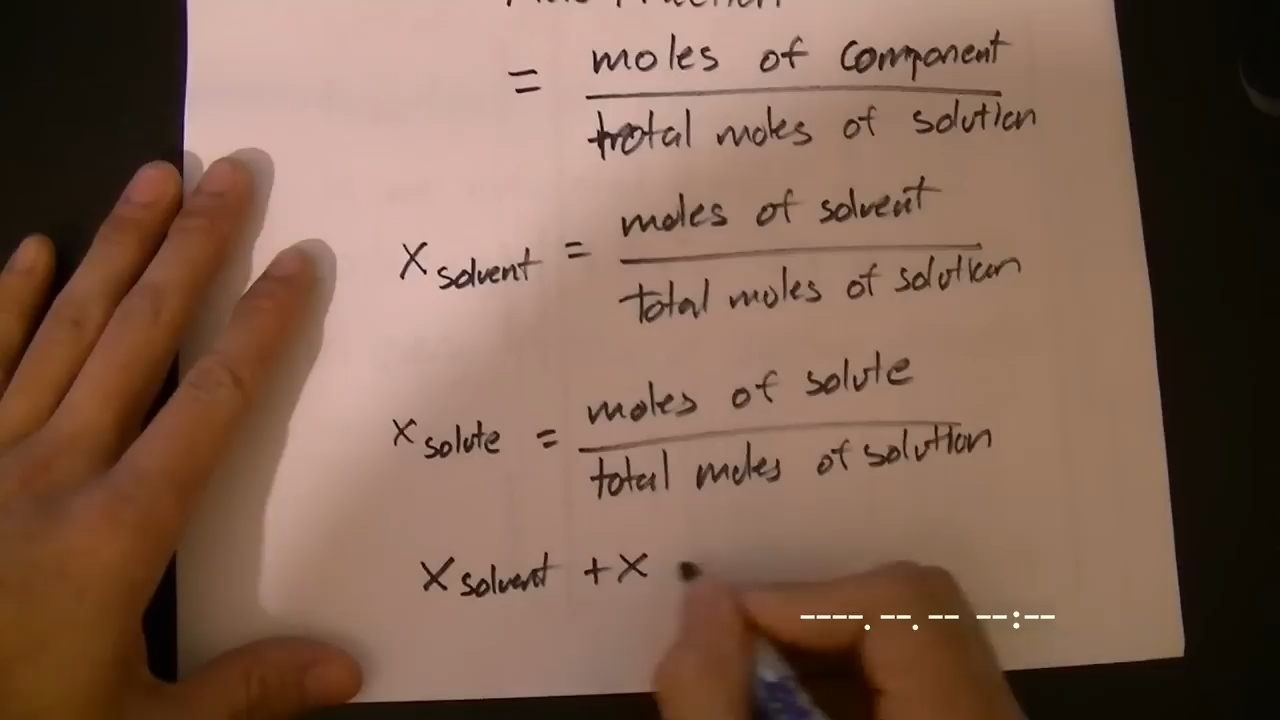 = moles of component
total moles of solution
X solvent = moles of solvent
total moles of solution
X solute = moles of solute
total moles of solution
X solvent + X
----.--.-- --:--